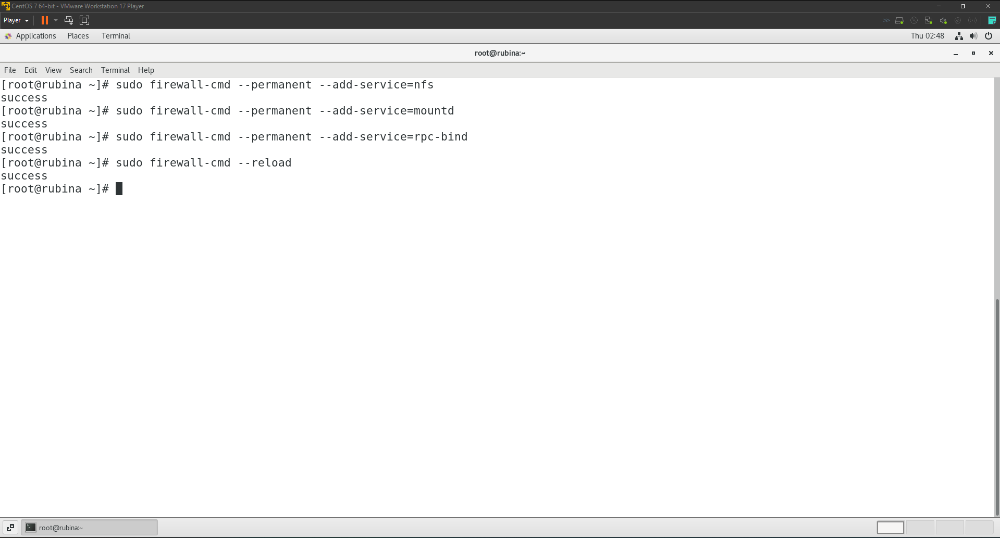 CentOS 7 64-bit - VMware Workstation 17 Player
Player
Applications Places Terminal Thu 02:48
root@rubina:~
File Edit View Search Terminal Help
[root@rubina ~]# sudo firewall-cmd --permanent --add-service=nfs
success
[root@rubina ~]# sudo firewall-cmd --permanent --add-service=mountd
success
[root@rubina ~]# sudo firewall-cmd --permanent --add-service=rpc-bind
success
[root@rubina ~]# sudo firewall-cmd --reload
success
[root@rubina ~]#
root@rubina:~